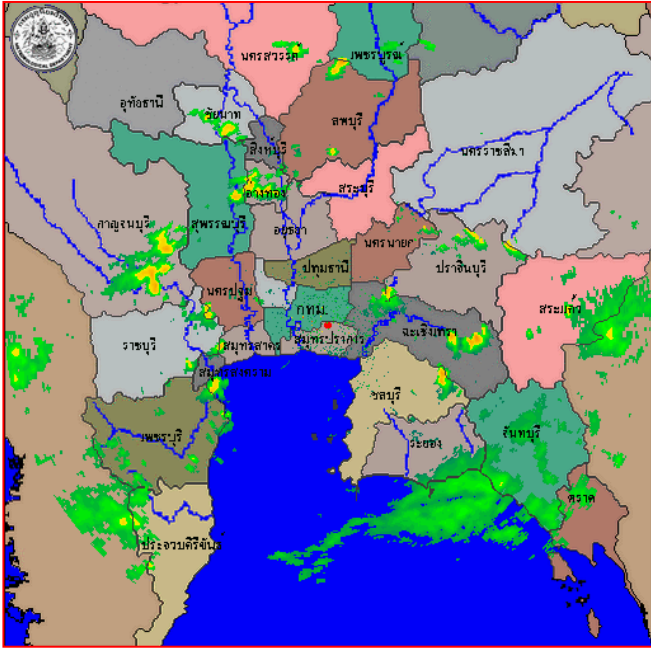 นครสวรรค์
เพชรบูรณ์
อุทัยธานี
ชัยนาท
ลพบุรี
สิงห์บุรี
นครราชสีมา
สระบุรี
อ่างทอง
กาญจนบุรี
สุพรรณบุรี
อยุธยา
นครนายก
ปทุมธานี
ปราจีนบุรี
นครปฐม
กทม.
สระแก้ว
ราชบุรี
สมุทรสาคร
สมุทรปราการ
ฉะเชิงเทรา
สมุทรสงคราม
ชลบุรี
เพชรบุรี
ระยอง
จันทบุรี
ตราด
ประจวบคีรีขันธ์